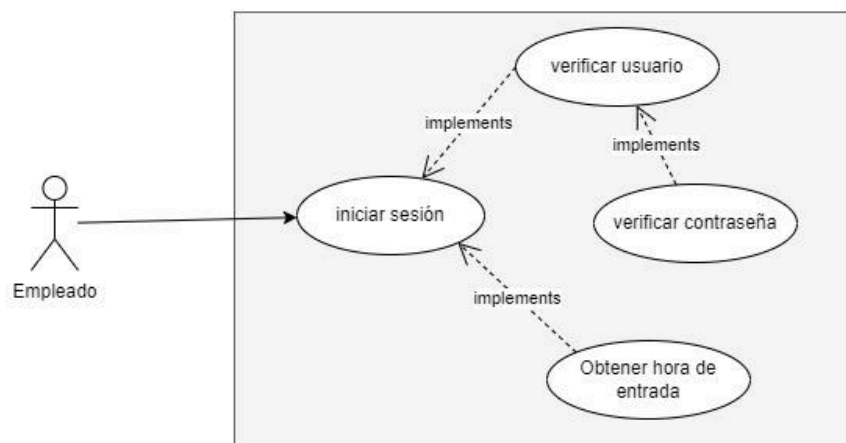 verificar usuario
implements
implements
iniciar sesión
verificar contraseña
Empleado
implements
Obtener hora de
entrada